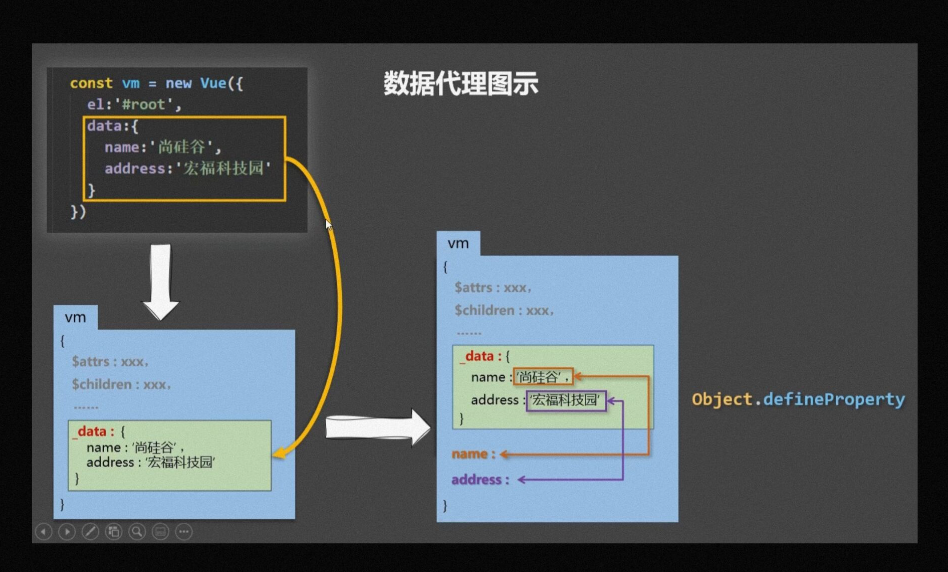 数据代理图示
const vm = new Vue({
el:'#root',
data:{
name:'尚硅谷',
address:'宏福科技园'
}
})
vm
{
$attrs : xxx,
$children : xxx,
......
_data : {
name : '尚硅谷' ,
address : '宏福科技园'
}
}
vm
{
$attrs : xxx,
$children : xxx,
......
_data : {
name : '尚硅谷' ,
address : '宏福科技园'
}
name :
address :
}
Object.defineProperty